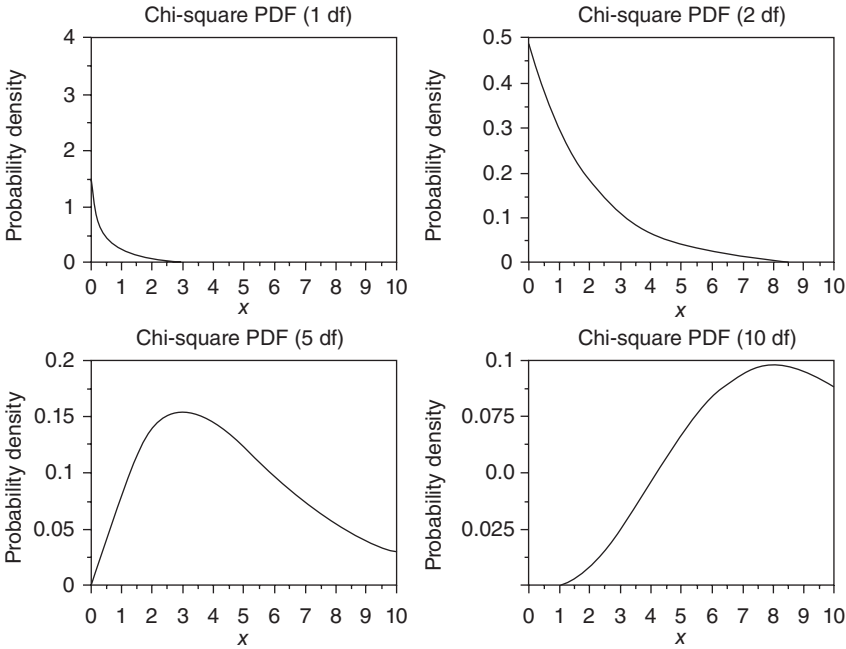 Chi-square PDF (1 df)
4
3
2
1
0
Probability density
0 1 2 3 4 5 6 7 8 9 10
x
Chi-square PDF (2 df)
0.5
0.4
0.3
0.2
0.1
0
Probability density
0 1 2 3 4 5 6 7 8 9 10
x
Chi-square PDF (5 df)
0.2
0.15
0.1
0.05
0
Probability density
0 1 2 3 4 5 6 7 8 9 10
x
Chi-square PDF (10 df)
0.1
0.075
0.0
0.025
Probability density
0 1 2 3 4 5 6 7 8 9 10
x